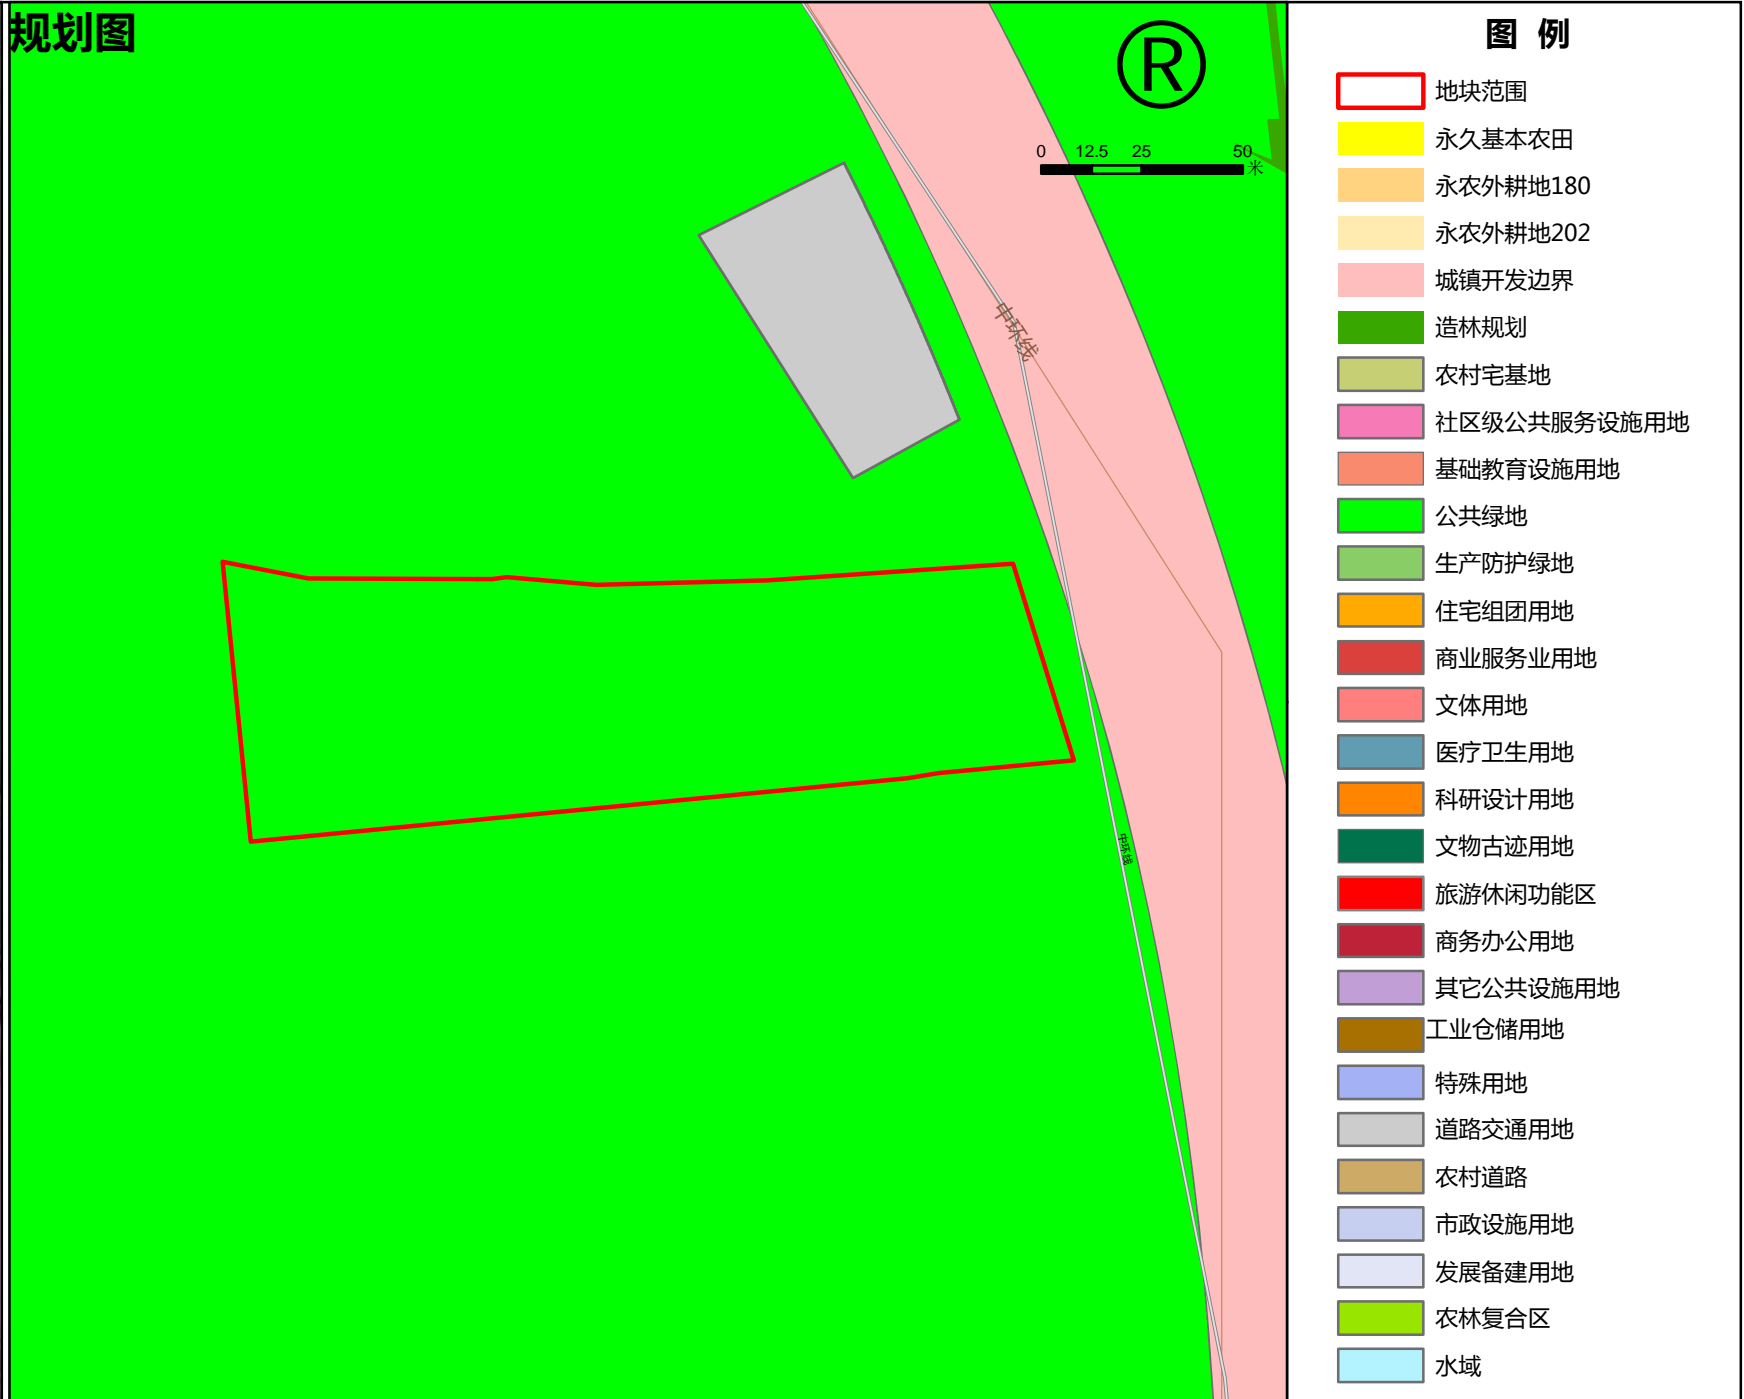 规划图
®
0 12.5 25 50
米
中环线
中环线
图 例
地块范围
永久基本农田
永农外耕地180
永农外耕地202
城镇开发边界
造林规划
农村宅基地
社区级公共服务设施用地
基础教育设施用地
公共绿地
生产防护绿地
住宅组团用地
商业服务业用地
文体用地
医疗卫生用地
科研设计用地
文物古迹用地
旅游休闲功能区
商务办公用地
其它公共设施用地
工业仓储用地
特殊用地
道路交通用地
农村道路
市政设施用地
发展备建用地
农林复合区
水域